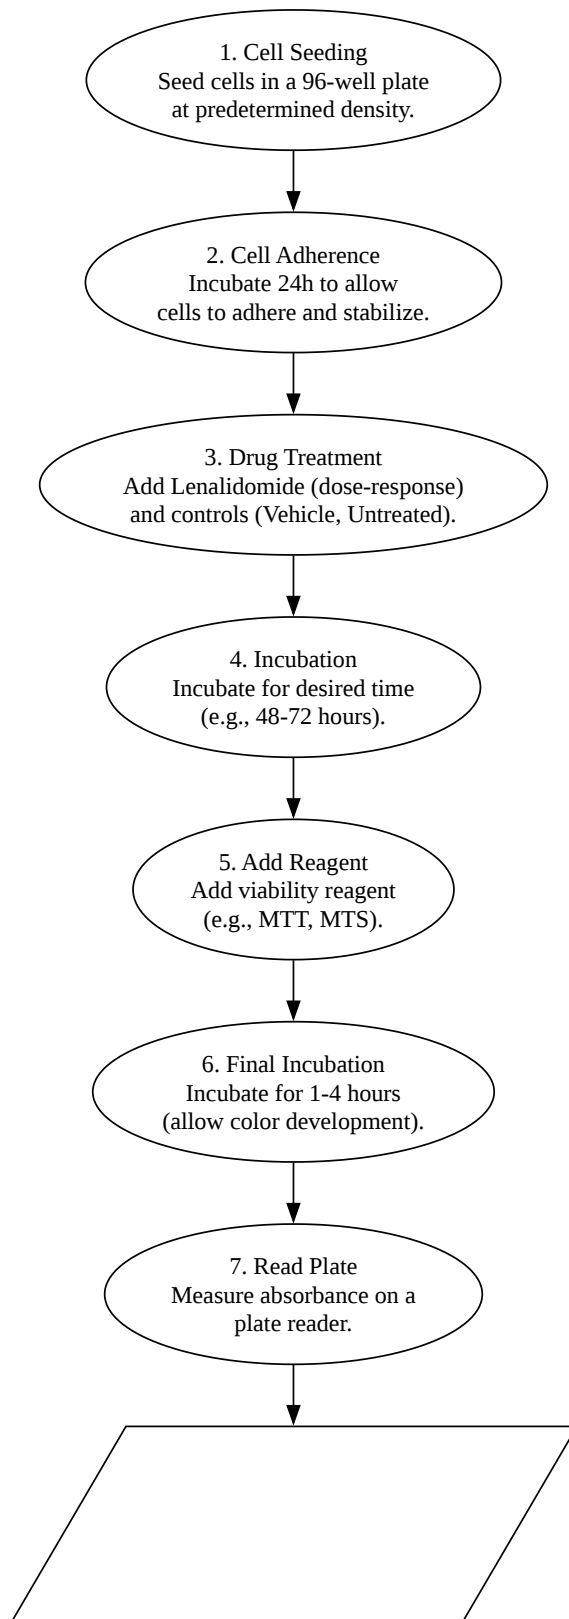 1. Cell Seeding
Seed cells in a 96-well plate
at predetermined density.
2. Cell Adherence
Incubate 24h to allow
cells to adhere and stabilize.
3. Drug Treatment
Add Lenalidomide (dose-response)
and controls (Vehicle, Untreated).
4. Incubation
Incubate for desired time
(e.g., 48-72 hours).
5. Add Reagent
Add viability reagent
(e.g., MTT, MTS).
6. Final Incubation
Incubate for 1-4 hours
(allow color development).
7. Read Plate
Measure absorbance on a
plate reader.